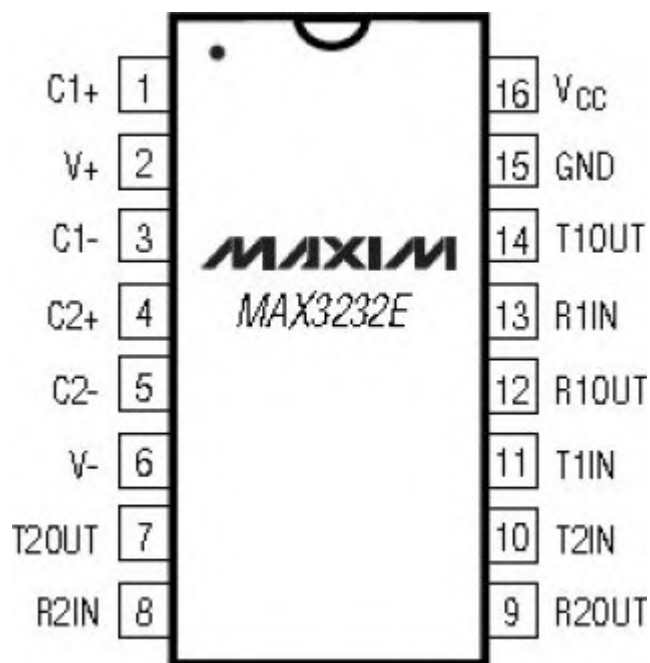 C1+ 1 16 VCC
V+ 2 15 GND
C1- 3 MAXIM 14 T1OUT
C2+ 4 MAX3232E 13 R1IN
C2- 5 12 R1OUT
V- 6 11 T1IN
T2OUT 7 10 T2IN
R2IN 8 9 R2OUT